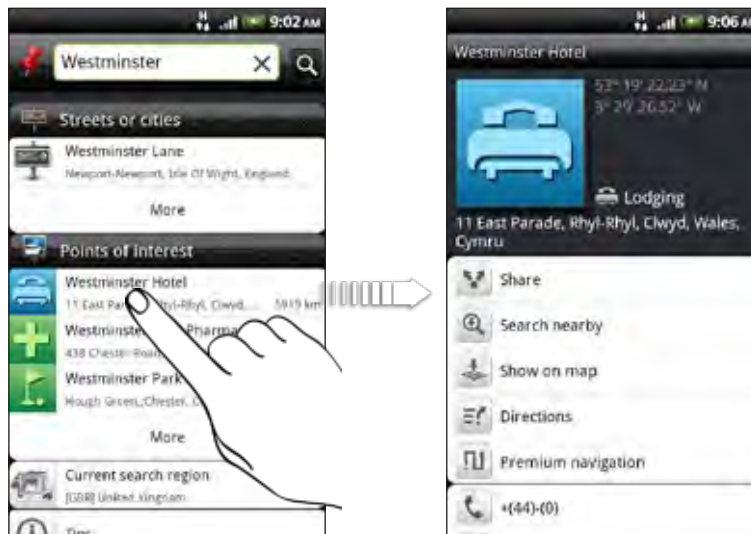 H 9:02 AM
Westminster
Streets or cities
Westminster Lane
Newport-Newport, Isle Of Wight, England
More
Points of interest
Westminster Hotel
11 East Rhyl-Rhyl, Clwyd, ... 5919 km
Westminster Pharma
438 Chester Road
Westminster Park
Hough Green, Chester,
More
Current search region
[GBR] United Kingdom
Tips
H 9:06 AM
Westminster Hotel
53° 19' 22.23" N
3° 29' 26.52" W
Lodging
11 East Parade, Rhyl-Rhyl, Clwyd, Wales,
Cymru
Share
Search nearby
Show on map
Directions
Premium navigation
+(44)-(0)